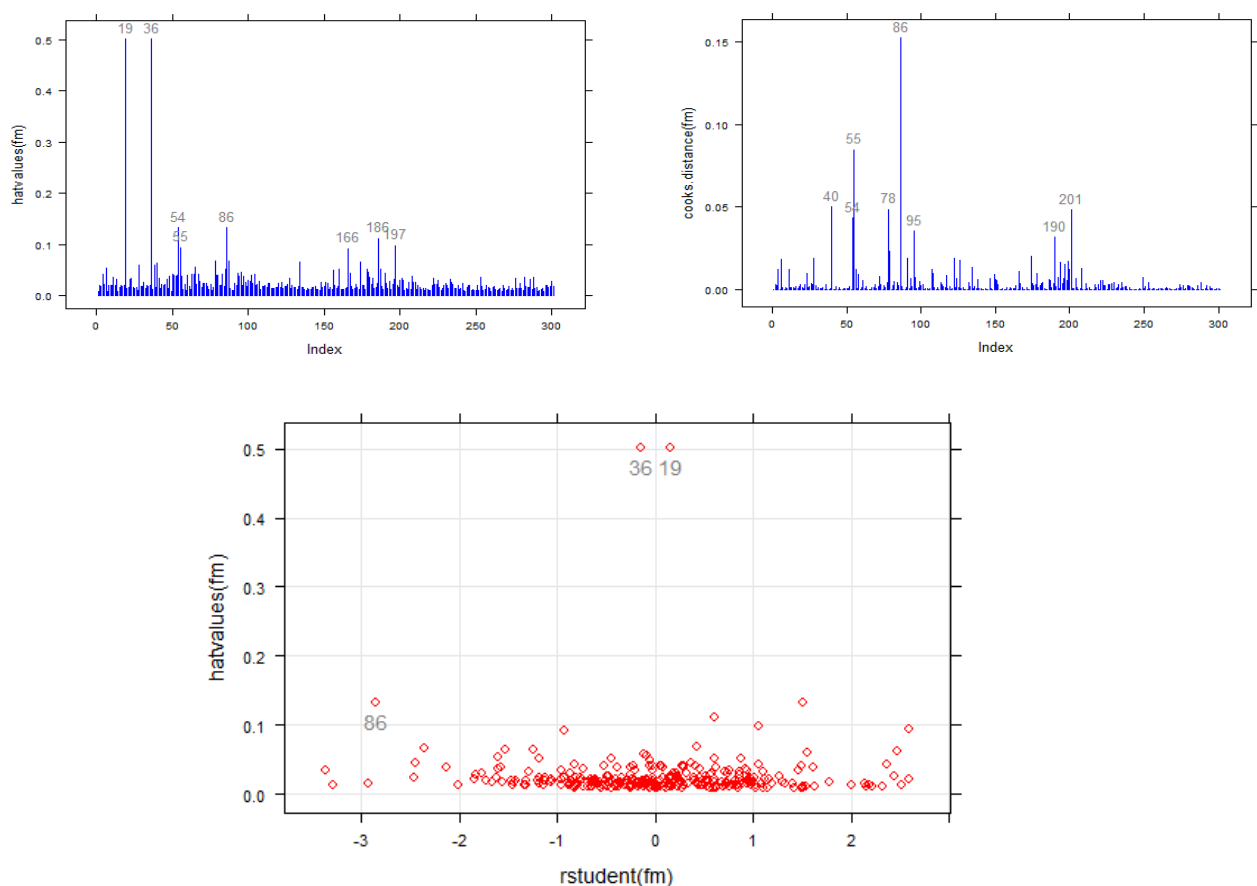 19 36
0.5
0.4
hatvalues(fm)
0.3
0.2
54 86 186
55 166 197
0.1
0.0
0 50 100 150 200 250 300
Index
86
0.15
cooks.distance(fm)
0.10
55
40 78 201
0.05
54
95 190
0.00
0 50 100 150 200 250 300
Index
0.5
36 19
0.4
hatvalues(fm)
0.3
0.2
0.1
86
0.0
-3 -2 -1 0 1 2
rstudent(fm)